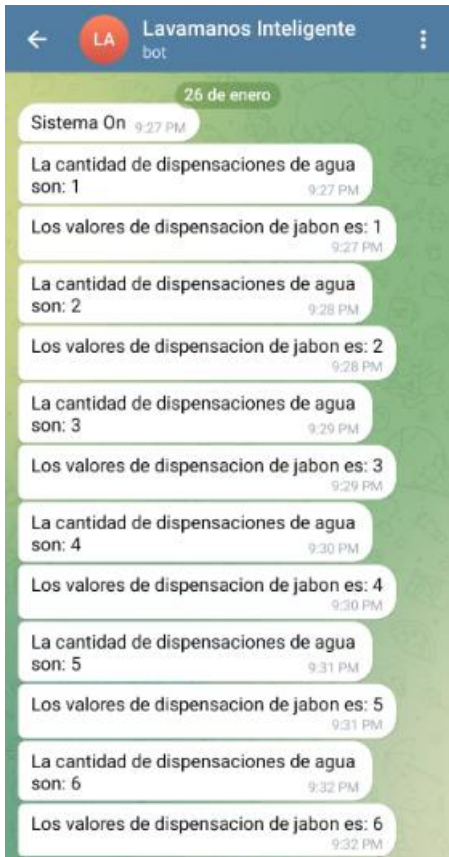 LA
Lavamanos Inteligente
bot
26 de enero
Sistema On 9:27 PM
La cantidad de dispensaciones de agua
son: 1 9:27 PM
Los valores de dispensacion de jabon es: 1
9:27 PM
La cantidad de dispensaciones de agua
son: 2 9:28 PM
Los valores de dispensacion de jabon es: 2
9:28 PM
La cantidad de dispensaciones de agua
son: 3 9:29 PM
Los valores de dispensacion de jabon es: 3
9:29 PM
La cantidad de dispensaciones de agua
son: 4 9:30 PM
Los valores de dispensacion de jabon es: 4
9:30 PM
La cantidad de dispensaciones de agua
son: 5 9:31 PM
Los valores de dispensacion de jabon es: 5
9:31 PM
La cantidad de dispensaciones de agua
son: 6 9:32 PM
Los valores de dispensacion de jabon es: 6
9:32 PM